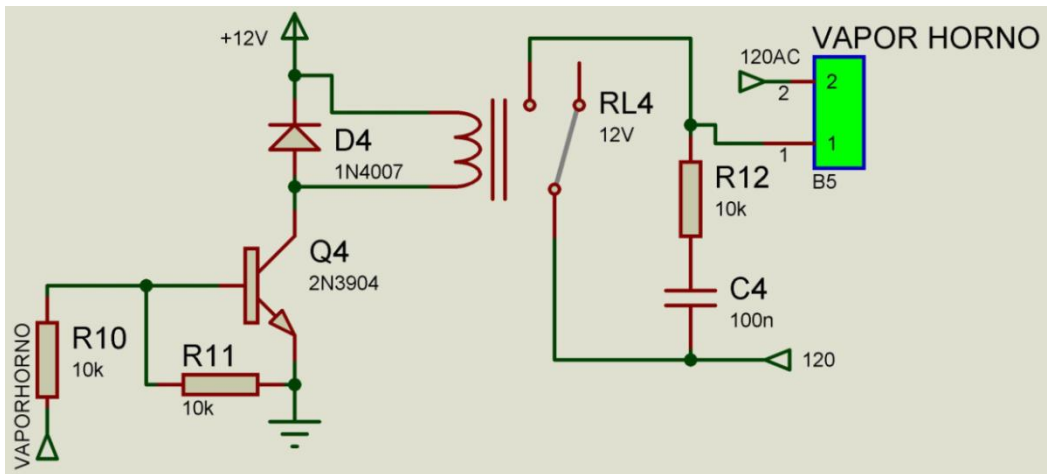 +12V
D4
1N4007
Q4
2N3904
VAPORHORNO
R10
10k
R11
10k
RL4
12V
VAPOR HORNO
120AC
2
2
1
1
B5
R12
10k
C4
100n
120